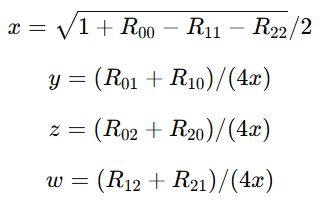 x = √(1 + R₀₀ − R₁₁ − R₂₂)/2
y = (R₀₁ + R₁₀)/(4x)
z = (R₀₂ + R₂₀)/(4x)
w = (R₁₂ + R₂₁)/(4x)